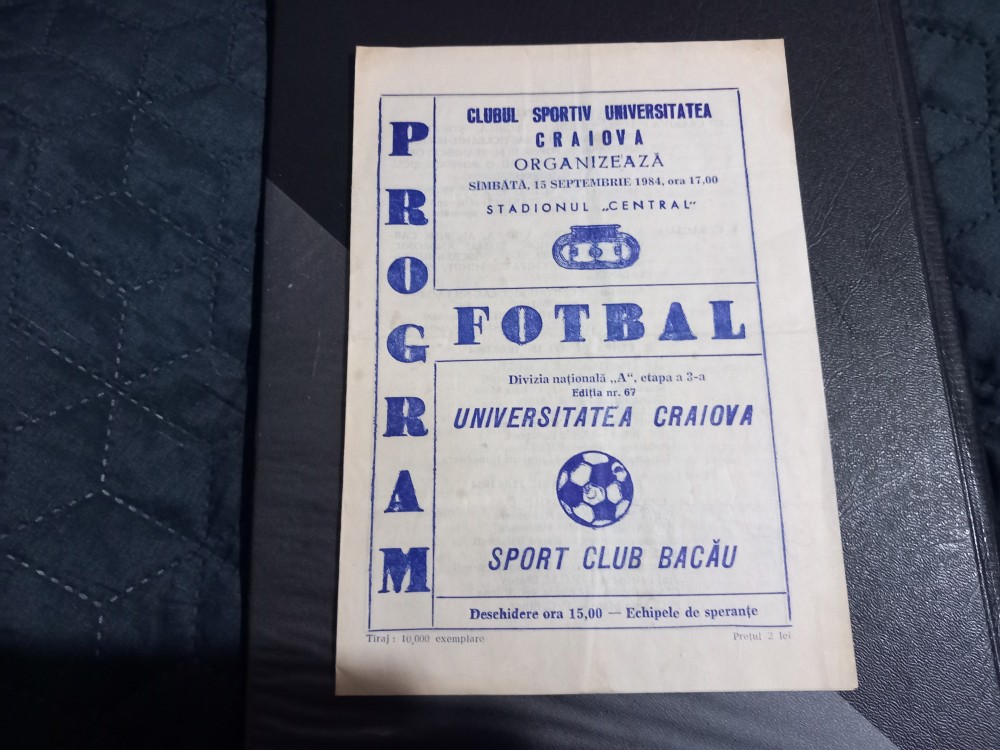 PROGRAM
CLUBUL SPORTIV UNIVERSITATEA
CRAIOVA
ORGANIZEAZĂ
SÎMBĂTĂ, 15 SEPTEMBRIE 1984, ora 17,00
STADIONUL „CENTRAL"
FOTBAL
Divizia națională „A“, etapa a 3-a
Ediția nr. 67
UNIVERSITATEA CRAIOVA
SPORT CLUB BACĂU
Deschidere ora 15,00 — Echipele de speranțe
Tiraj : 10,000 exemplare
Prețul 2 lei